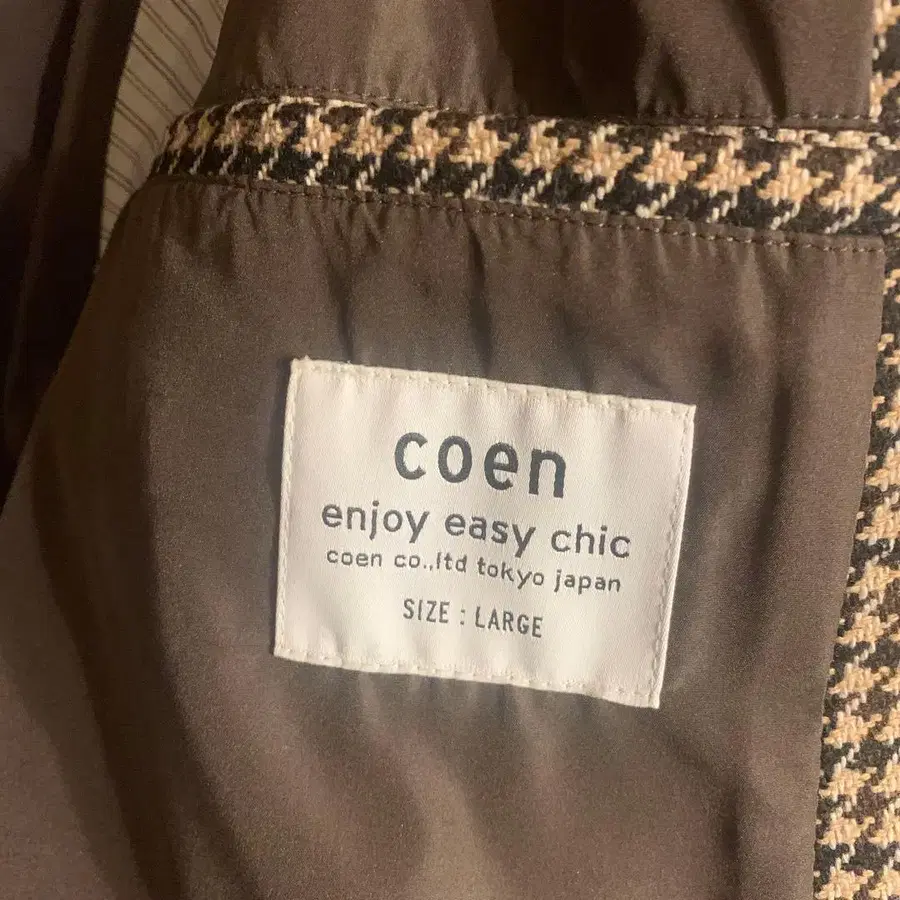 coen
enjoy easy chic
coen co.,ltd tokyo japan
SIZE : LARGE